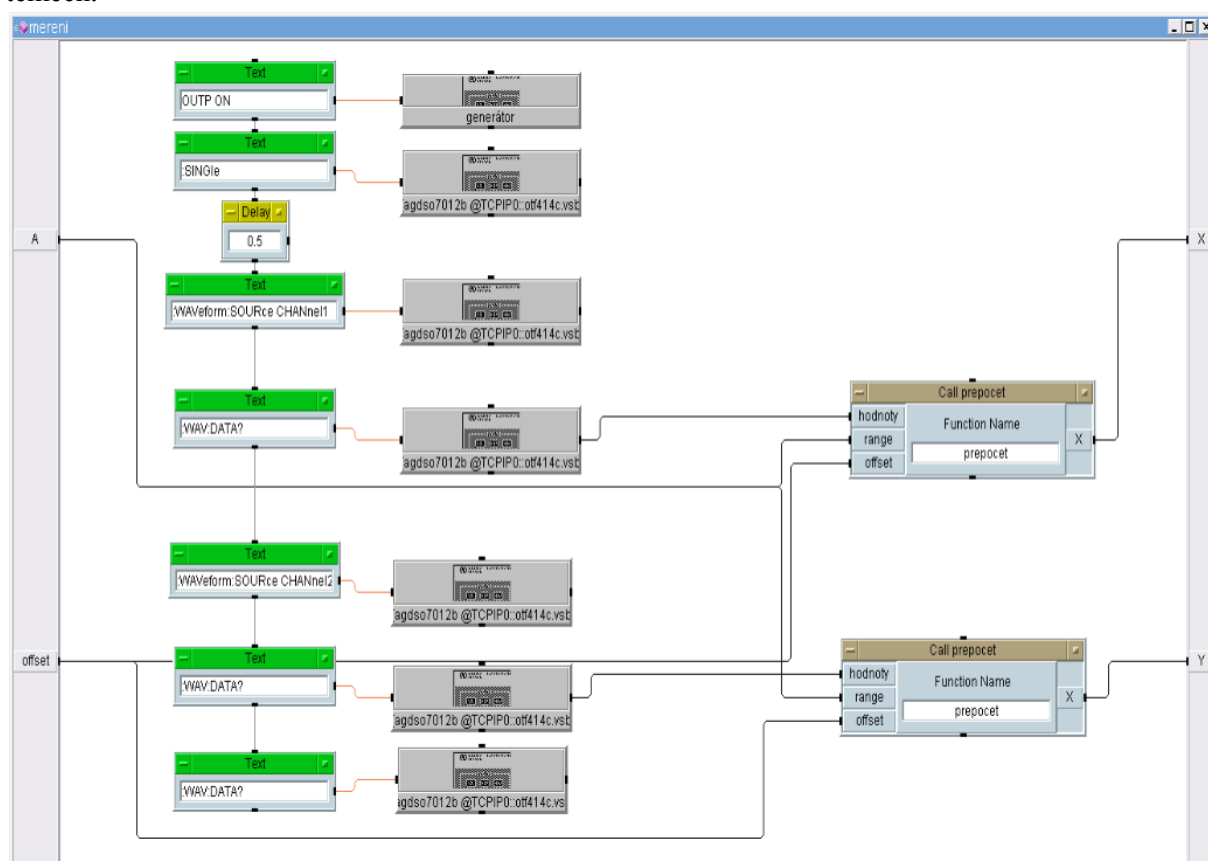 mereni
Text
OUTP ON
generátor
Text
:SINGle
agdso7012b @TCPIP0::otf414c.vsb
Delay
0.5
A
X
Text
:WAVeform:SOURce CHANnel1
agdso7012b @TCPIP0::otf414c.vsb
Text
:WAV:DATA?
agdso7012b @TCPIP0::otf414c.vsb
Call prepocet
hodnoty
Function Name
range
prepocet
X
offset
Text
:WAVeform:SOURce CHANnel2
agdso7012b @TCPIP0::otf414c.vsb
offset
Y
Text
:WAV:DATA?
agdso7012b @TCPIP0::otf414c.vsb
Call prepocet
hodnoty
Function Name
range
prepocet
X
offset
Text
:WAV:DATA?
agdso7012b @TCPIP0::otf414c.vs